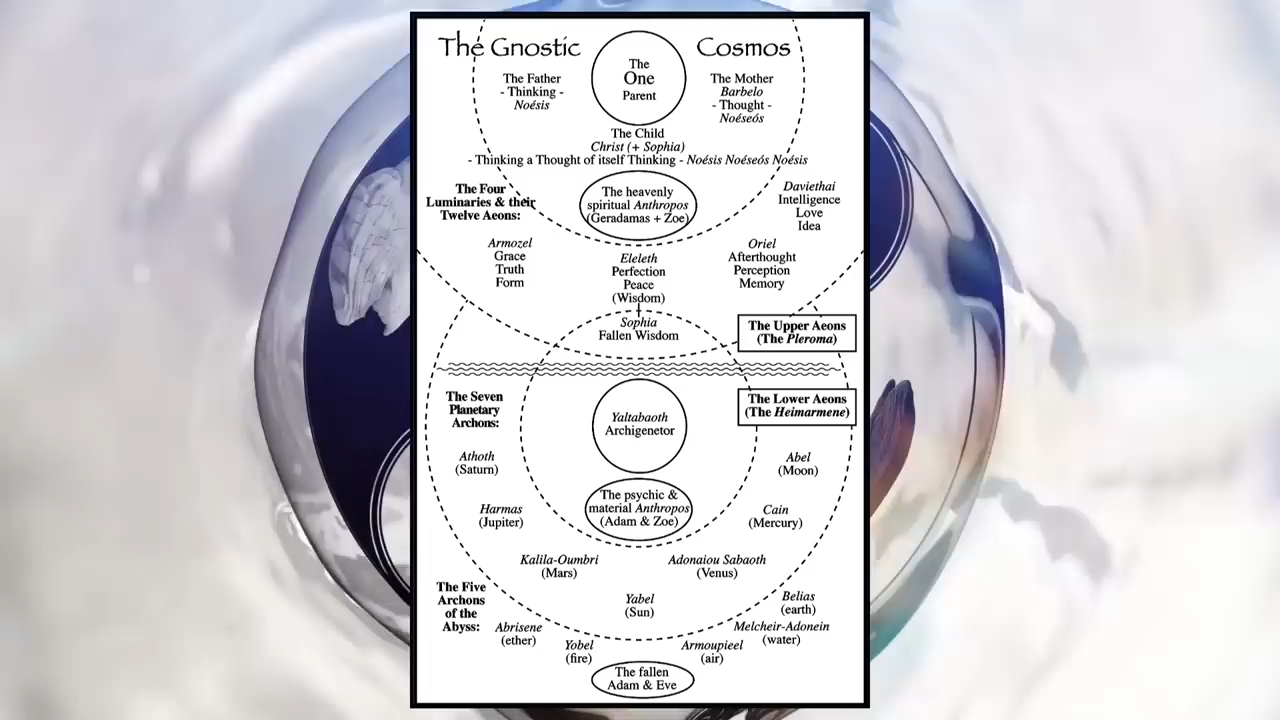 The Gnostic Cosmos
The
One
Parent
The Father
- Thinking -
Noésis
The Mother
Barbelo
- Thought -
Noéseós
The Child
Christ (+ Sophia)
- Thinking a Thought of itself Thinking - Noésis Noéseós Noésis
The Four
Luminaries & their
Twelve Aeons:
The heavenly
spiritual Anthropos
(Geradamas + Zoe)
Daviethai
Intelligence
Love
Idea
Armozel
Grace
Truth
Form
Eleleth
Perfection
Peace
(Wisdom)
Oriel
Afterthought
Perception
Memory
Sophia
Fallen Wisdom
The Upper Aeons
(The Pleroma)
The Seven
Planetary
Archons:
Yaltabaoth
Archigenetor
The Lower Aeons
(The Heimarmene)
Athoth
(Saturn)
Abel
(Moon)
Harmas
(Jupiter)
The psychic &
material Anthropos
(Adam & Zoe)
Cain
(Mercury)
Kalila-Oumbri
(Mars)
Adonaiou Sabaoth
(Venus)
The Five
Archons
of the
Abyss:
Yabel
(Sun)
Belias
(earth)
Abrisene
(ether)
Melcheir-Adonein
(water)
Yobel
(fire)
Armoupieel
(air)
The fallen
Adam & Eve